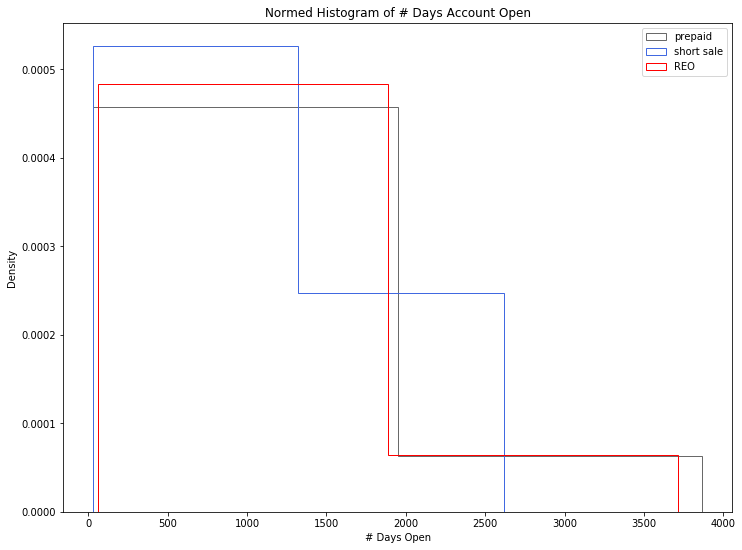 Normed Histogram of # Days Account Open
prepaid
short sale
REO
0.0005
0.0004
0.0003
0.0002
0.0001
0.0000
Density
0 500 1000 1500 2000 2500 3000 3500 4000
# Days Open